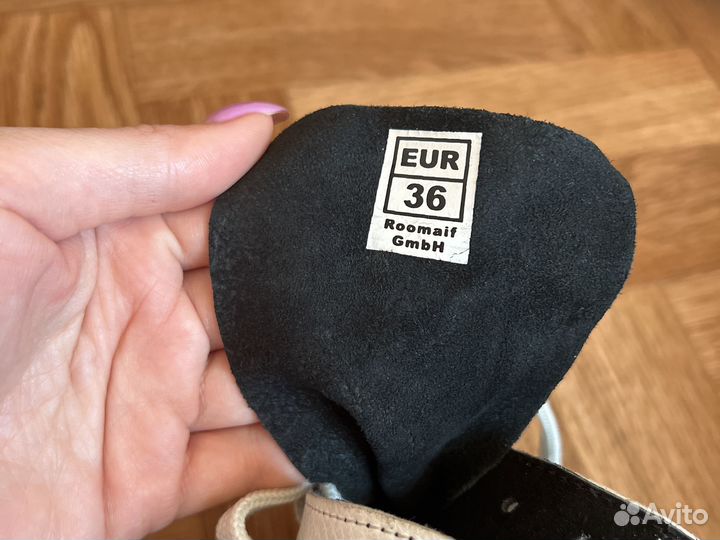 EUR
36
Roomaif
GmbH
Avito